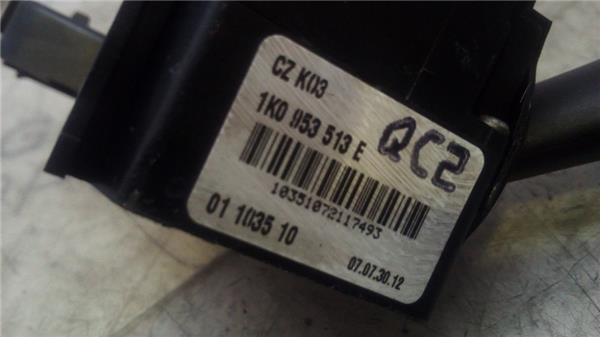 CZ K03
1K0 953 513 E
QC2
10351072117493
01 1035 10
07.07.30.12